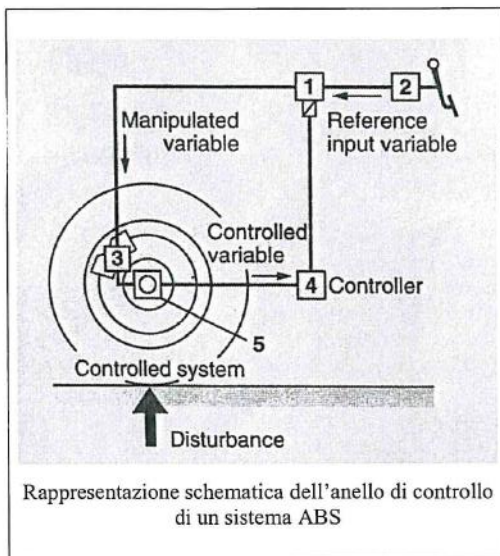 1
2
Manipulated
variable
Reference
input variable
3
Controlled
variable
4 Controller
5
Controlled system
Disturbance
Rappresentazione schematica dell'anello di controllo
di un sistema ABS